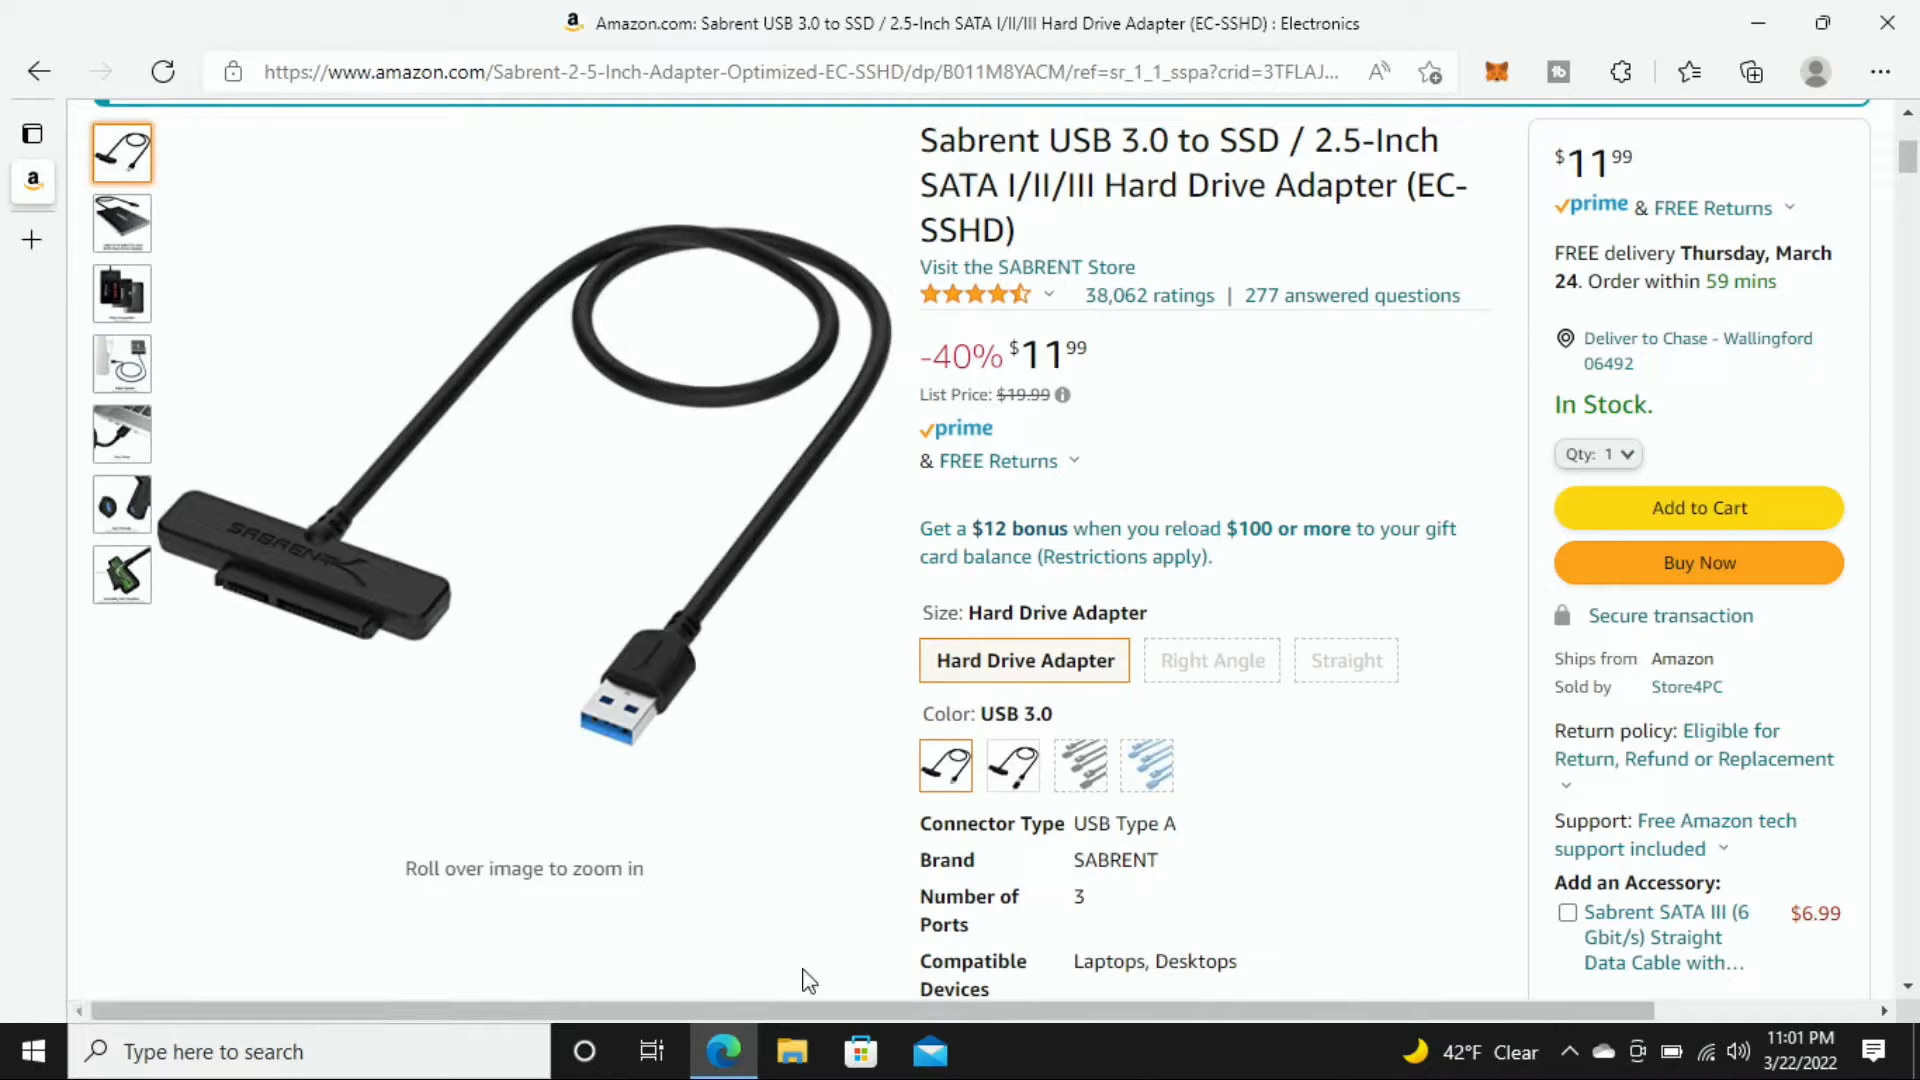 Amazon.com: Sabrent USB 3.0 to SSD / 2.5-Inch SATA I/II/III Hard Drive Adapter (EC-SSHD) : Electronics
https://www.amazon.com/Sabrent-2-5-Inch-Adapter-Optimized-EC-SSHD/dp/B011M8YACM/ref=sr_1_1_sspa?crid=3TFLAJ...
Sabrent USB 3.0 to SSD / 2.5-Inch
SATA I/II/III Hard Drive Adapter (EC-
SSHD)
Visit the SABRENT Store
38,062 ratings | 277 answered questions
-40% $11 99
List Price: $19.99
prime
& FREE Returns
Get a $12 bonus when you reload $100 or more to your gift
card balance (Restrictions apply).
Size: Hard Drive Adapter
Hard Drive Adapter Right Angle Straight
Color: USB 3.0
Connector Type USB Type A
Brand SABRENT
Number of 3
Ports
Compatible Laptops, Desktops
Devices
SABRENT
Roll over image to zoom in
$11 99
prime & FREE Returns
FREE delivery Thursday, March
24. Order within 59 mins
Deliver to Chase - Wallingford
06492
In Stock.
Qty: 1
Add to Cart
Buy Now
Secure transaction
Ships from Amazon
Sold by Store4PC
Return policy: Eligible for
Return, Refund or Replacement
Support: Free Amazon tech
support included
Add an Accessory:
Sabrent SATA III (6 $6.99
Gbit/s) Straight
Data Cable with...
Type here to search
42°F Clear
11:01 PM
3/22/2022